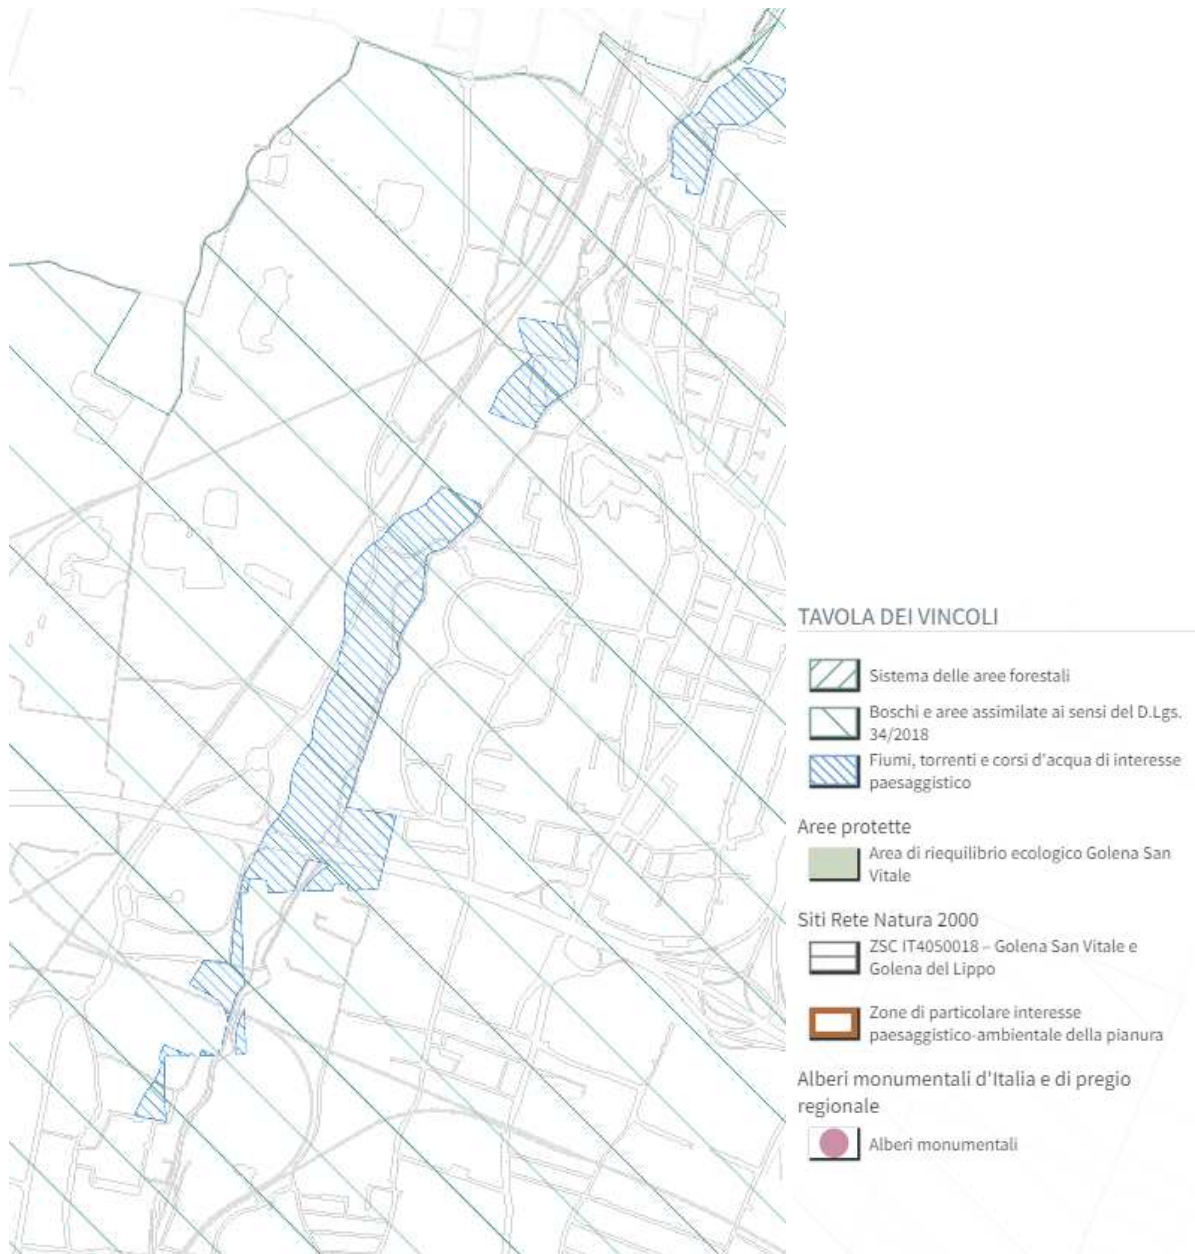 TAVOLA DEI VINCOLI
Sistema delle aree forestali
Boschi e aree assimilate ai sensi del D.Lgs.
34/2018
Fiumi, torrenti e corsi d'acqua di interesse
paesaggistico
Aree protette
Area di riequilibrio ecologico Golena San
Vitale
Siti Rete Natura 2000
ZSC IT4050018 – Golena San Vitale e
Golena del Lippo
Zone di particolare interesse
paesaggistico-ambientale della pianura
Alberi monumentali d'Italia e di pregio
regionale
Alberi monumentali